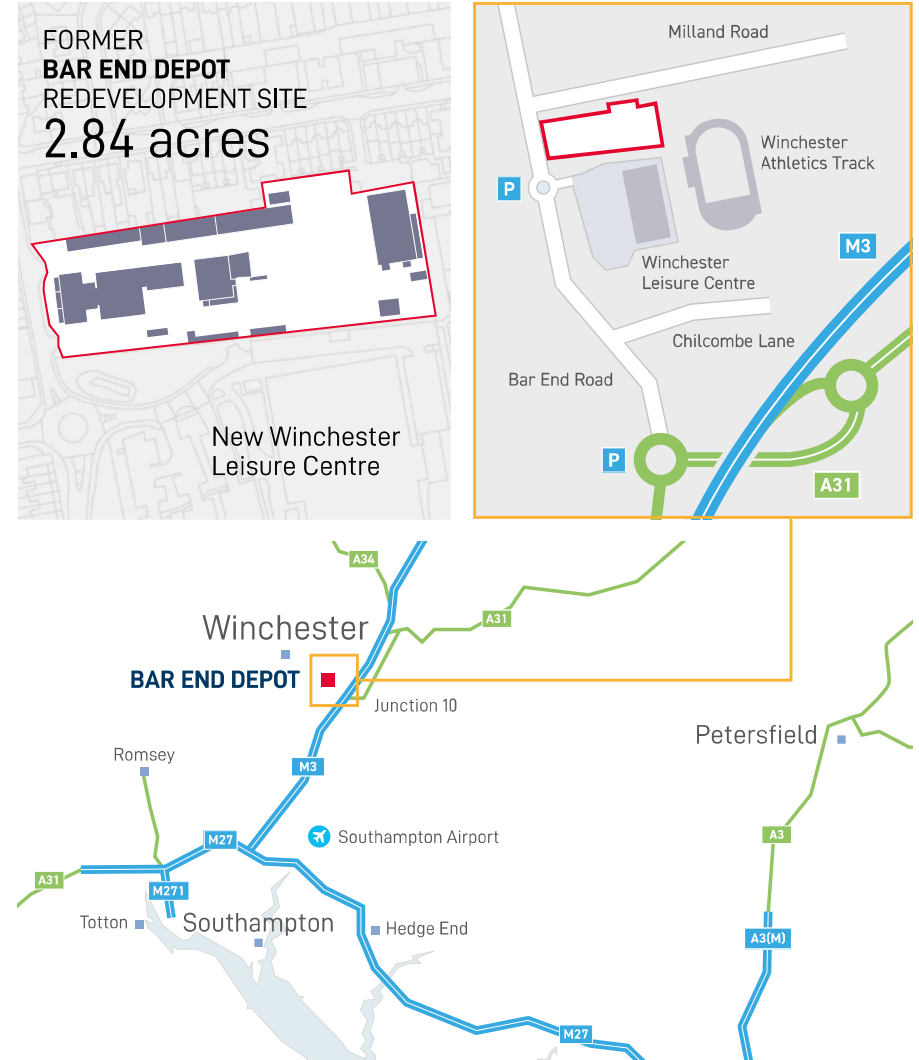 FORMER
BAR END DEPOT
REDEVELOPMENT SITE
2.84 acres
New Winchester
Leisure Centre
Milland Road
Winchester
Athletics Track
P
M3
Winchester
Leisure Centre
Chilcombe Lane
Bar End Road
P
A31
A34
Winchester
A31
BAR END DEPOT
Junction 10
Petersfield
Romsey
M3
M27
Southampton Airport
A3
A31
M271
Totton
Southampton
Hedge End
A3(M)
M27